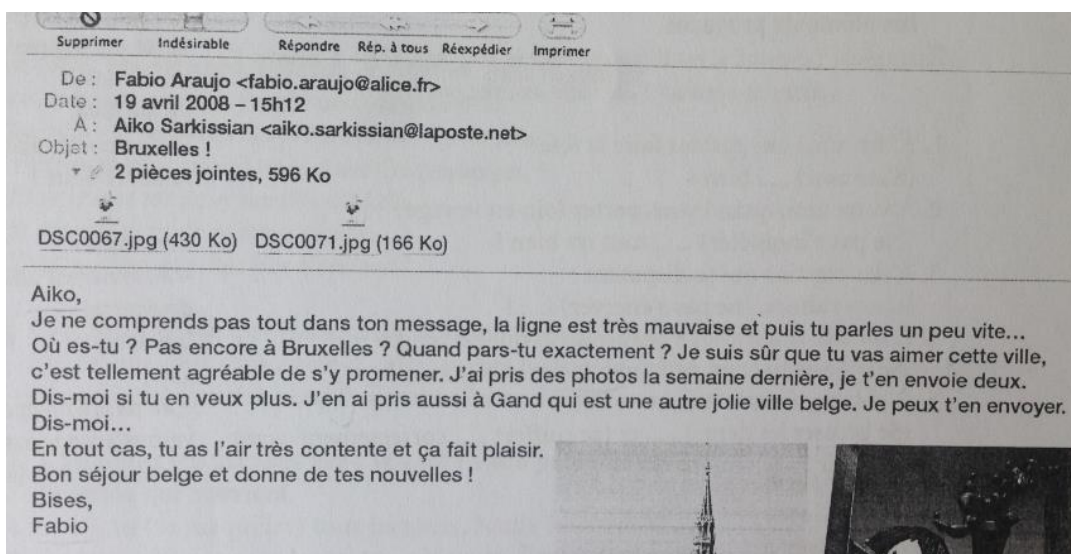 Supprimer Indésirable Répondre Rép. à tous Réexpédier Imprimer
De : Fabio Araujo <fabio.araujo@alice.fr>
Date : 19 avril 2008 – 15h12
À : Aiko Sarkissian <aiko.sarkissian@laposte.net>
Objet : Bruxelles !
2 pièces jointes, 596 Ko
DSC0067.jpg (430 Ko) DSC0071.jpg (166 Ko)
Aiko,
Je ne comprends pas tout dans ton message, la ligne est très mauvaise et puis tu parles un peu vite...
Où es-tu ? Pas encore à Bruxelles ? Quand pars-tu exactement ? Je suis sûr que tu vas aimer cette ville,
c'est tellement agréable de s'y promener. J'ai pris des photos la semaine dernière, je t'en envoie deux.
Dis-moi si tu en veux plus. J'en ai pris aussi à Gand qui est une autre jolie ville belge. Je peux t'en envoyer.
Dis-moi...
En tout cas, tu as l'air très contente et ça fait plaisir.
Bon séjour belge et donne de tes nouvelles !
Bises,
Fabio